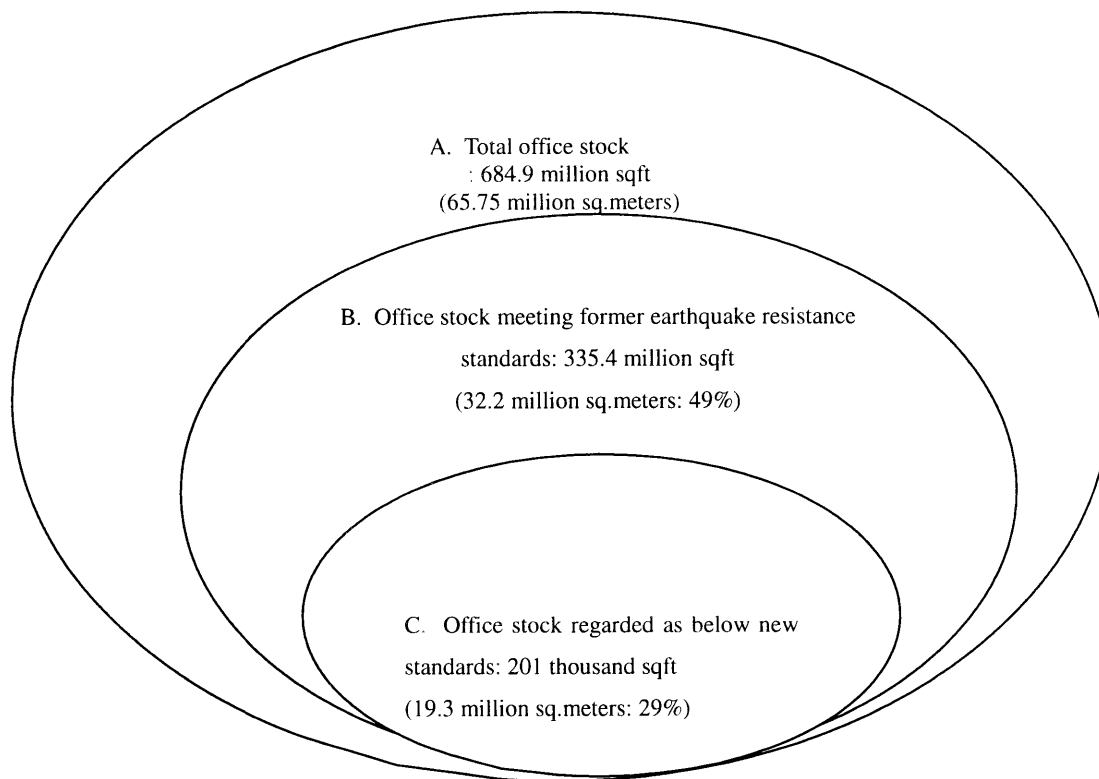 A. Total office stock
: 684.9 million sqft
(65.75 million sq.meters)
B. Office stock meeting former earthquake resistance
standards: 335.4 million sqft
(32.2 million sq.meters: 49%)
C. Office stock regarded as below new
standards: 201 thousand sqft
(19.3 million sq.meters: 29%)